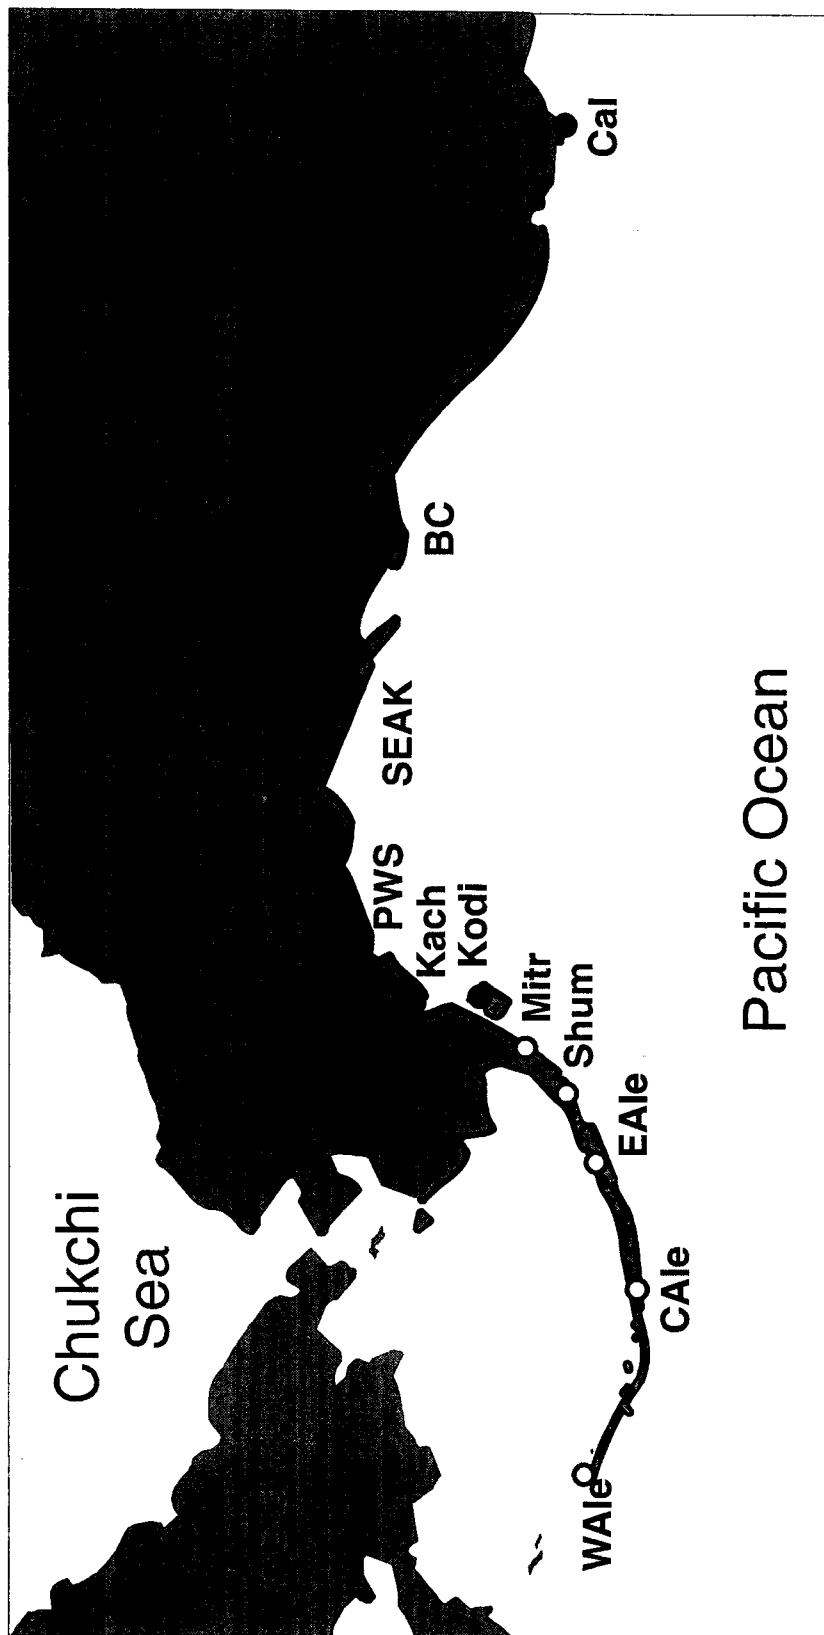 Chukchi
Sea
PWS
Kach
Kodi
Mitr
Shum
EAle
CAle
WAle
SEAK
BC
Cal
Pacific Ocean